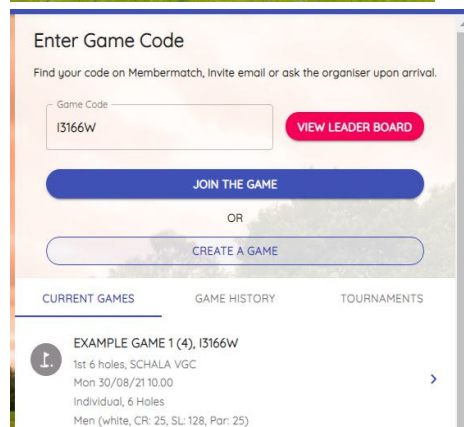 Enter Game Code
Find your code on Membermatch, Invite email or ask the organiser upon arrival.
Game Code
I3166W
VIEW LEADER BOARD
JOIN THE GAME
OR
CREATE A GAME
CURRENT GAMES GAME HISTORY TOURNAMENTS
EXAMPLE GAME 1 (4), I3166W
1st 6 holes, SCHALA VGC
Mon 30/08/21 10.00
Individual, 6 Holes
Men (white, CR: 25, SL: 128, Par: 25)